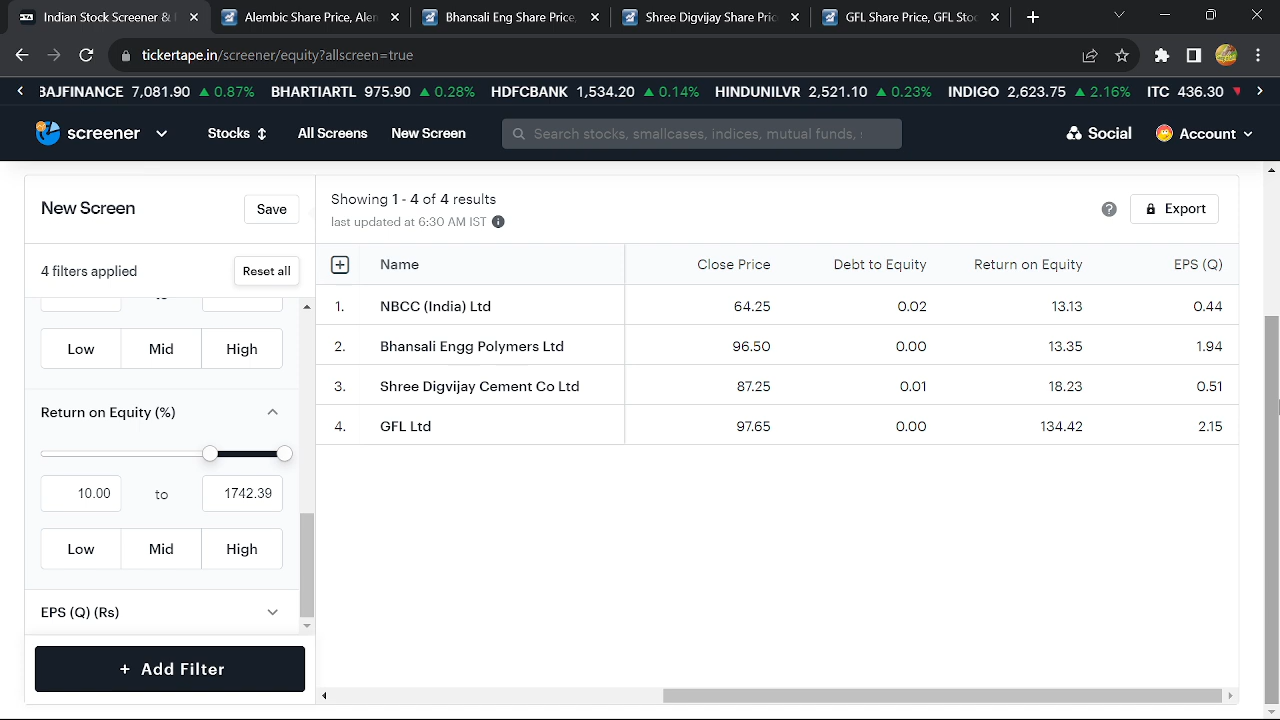 Indian Stock Screener &
Alembic Share Price, Alen
Bhansali Eng Share Price,
Shree Digvijay Share Pric
GFL Share Price, GFL Stoc
tickertape.in/screener/equity?allscreen=true
BAJFINANCE 7,081.90 ▲ 0.87% BHARTIARTL 975.90 ▲ 0.28% HDFCBANK 1,534.20 ▲ 0.14% HINDUNILVR 2,521.10 ▲ 0.23% INDIGO 2,623.75 ▲ 2.16% ITC 436.30
screener Stocks All Screens New Screen Search stocks, smallcases, indices, mutual funds, Social Account
New Screen Save
Showing 1 - 4 of 4 results
last updated at 6:30 AM IST
Export
4 filters applied Reset all
Name Close Price Debt to Equity Return on Equity EPS (Q)
1. NBCC (India) Ltd 64.25 0.02 13.13 0.44
2. Bhansali Engg Polymers Ltd 96.50 0.00 13.35 1.94
3. Shree Digvijay Cement Co Ltd 87.25 0.01 18.23 0.51
4. GFL Ltd 97.65 0.00 134.42 2.15
Low Mid High
Return on Equity (%)
10.00 to 1742.39
Low Mid High
EPS (Q) (Rs)
+ Add Filter